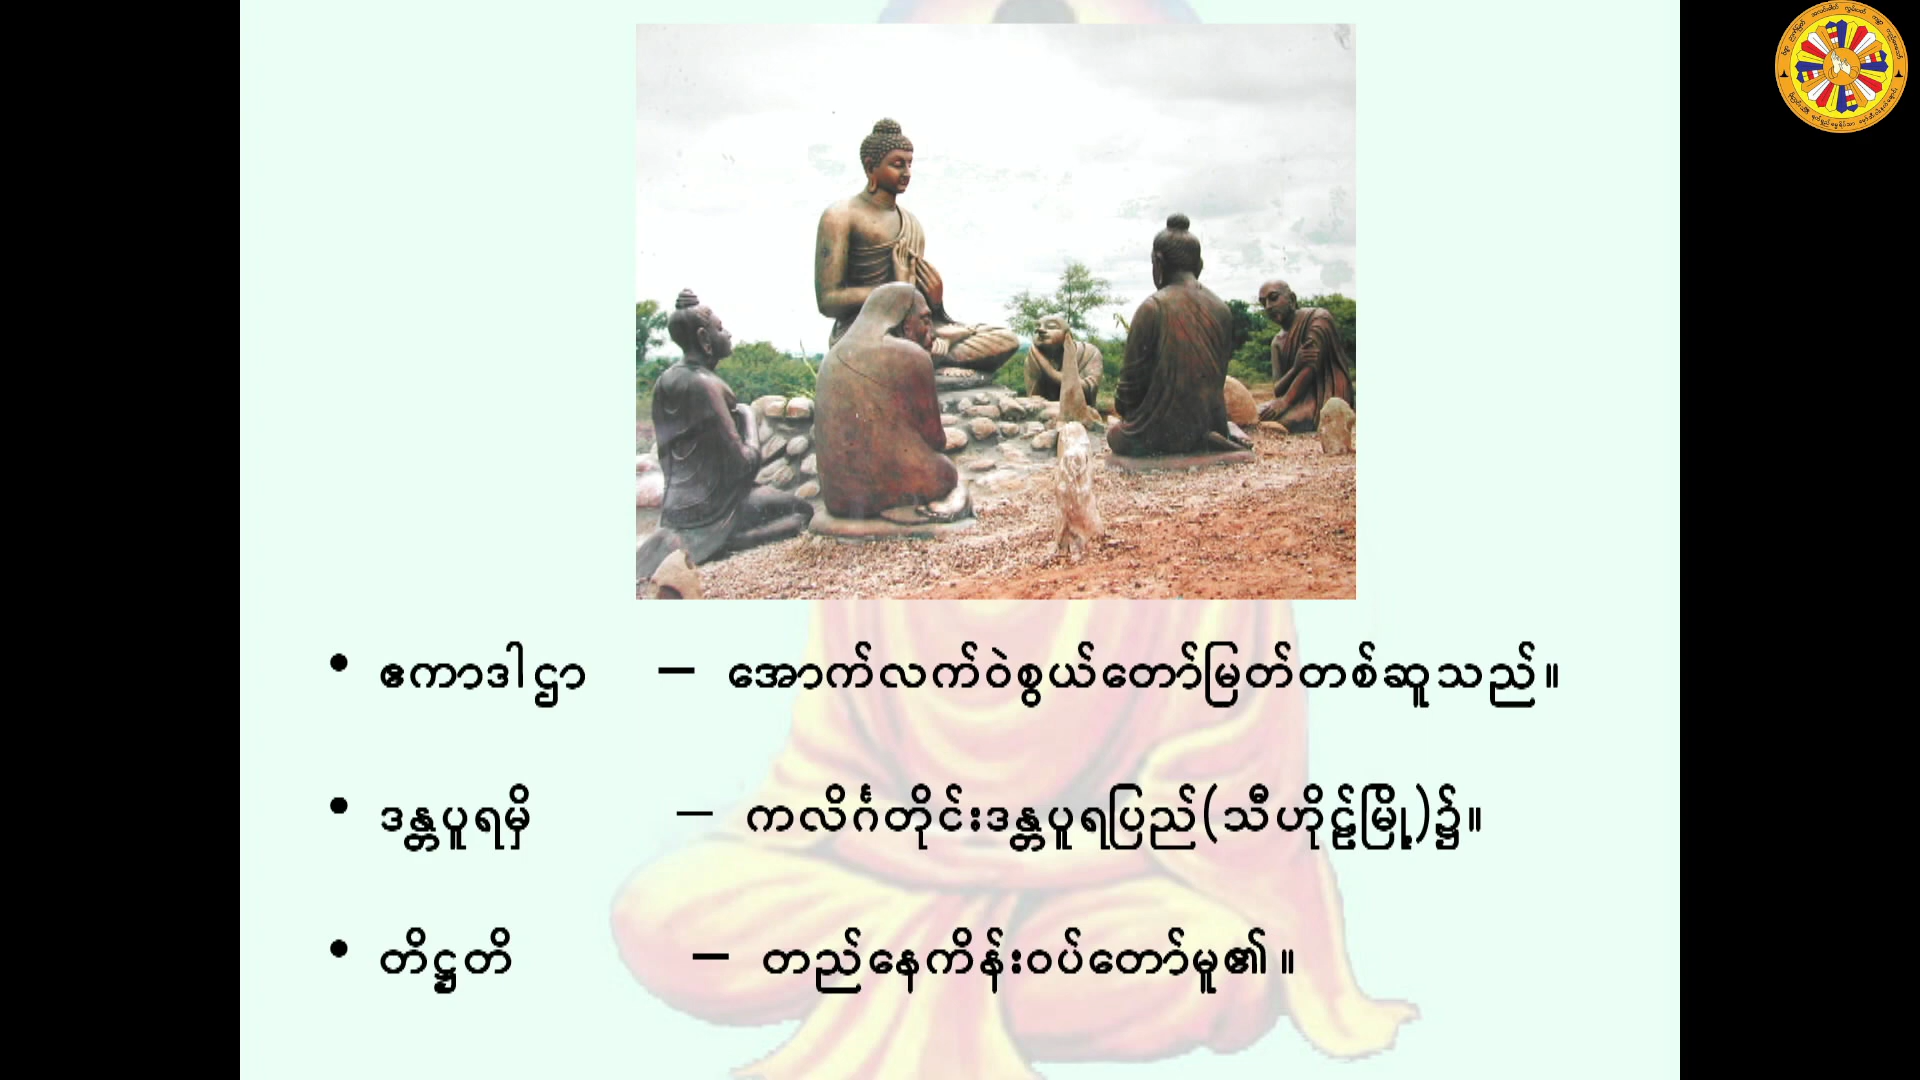 • ဧကာဒါဌာ – အောက်လက်ဝဲစွယ်တော်မြတ်တစ်ဆူသည်။
• ဒန္တပူရမှိ – ကလိင်္ဂတိုင်းဒန္တပူရပြည်(သီဟိုဠ်မြို့)၌။
• တိဋ္ဌတိ – တည်နေကိန်းဝပ်တော်မူ၏။